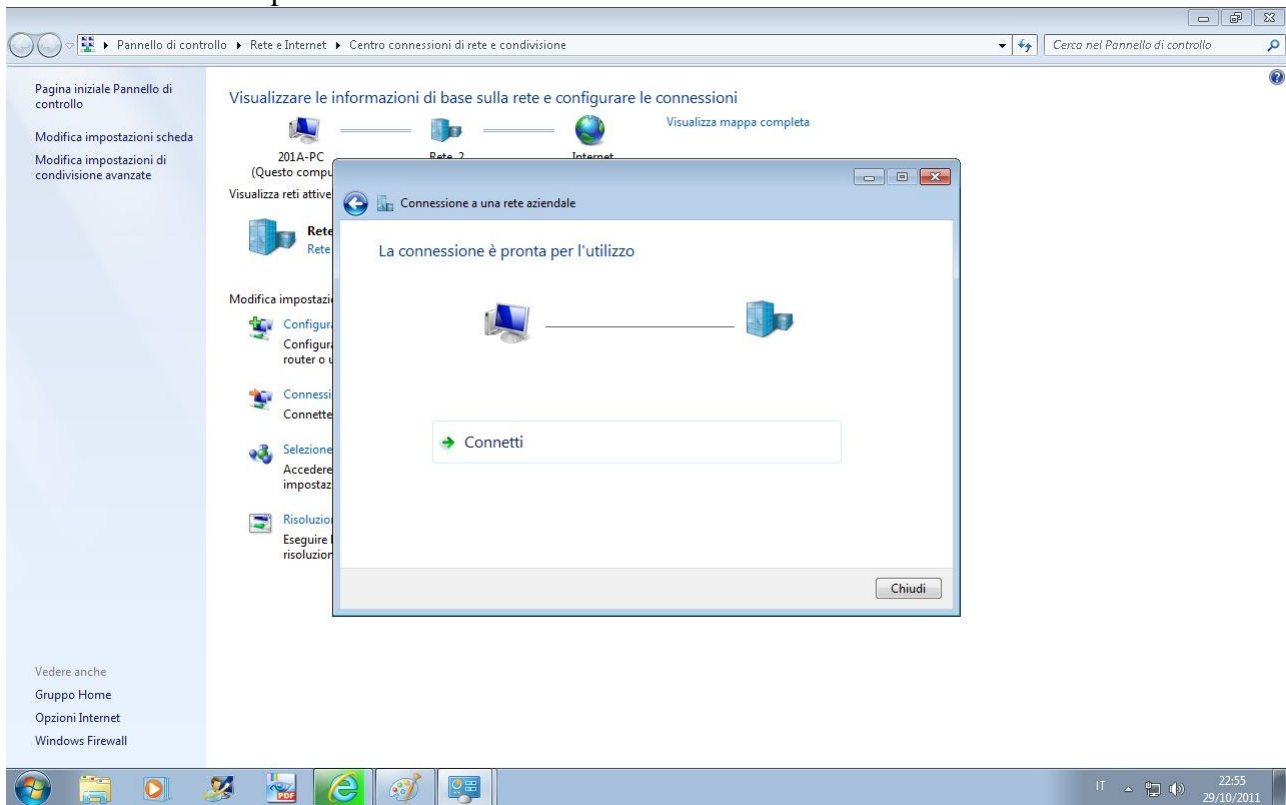 Pannello di controllo ▸ Rete e Internet ▸ Centro connessioni di rete e condivisione
Cerca nel Pannello di controllo
Pagina iniziale Pannello di
controllo
Modifica impostazioni scheda
Modifica impostazioni di
condivisione avanzate
Visualizzare le informazioni di base sulla rete e configurare le connessioni
Visualizza mappa completa
201A-PC
(Questo compu
Rete 2
Internet
Visualizza reti attive
Rete
Rete
Modifica impostazi
Configur
Configur
router o
Connessi
Connette
Selezione
Accedere
impostaz
Risoluzio
Eseguire
risoluzion
Connessione a una rete aziendale
La connessione è pronta per l'utilizzo
Connetti
Chiudi
Vedere anche
Gruppo Home
Opzioni Internet
Windows Firewall
PDF
IT
22:55
29/10/2011